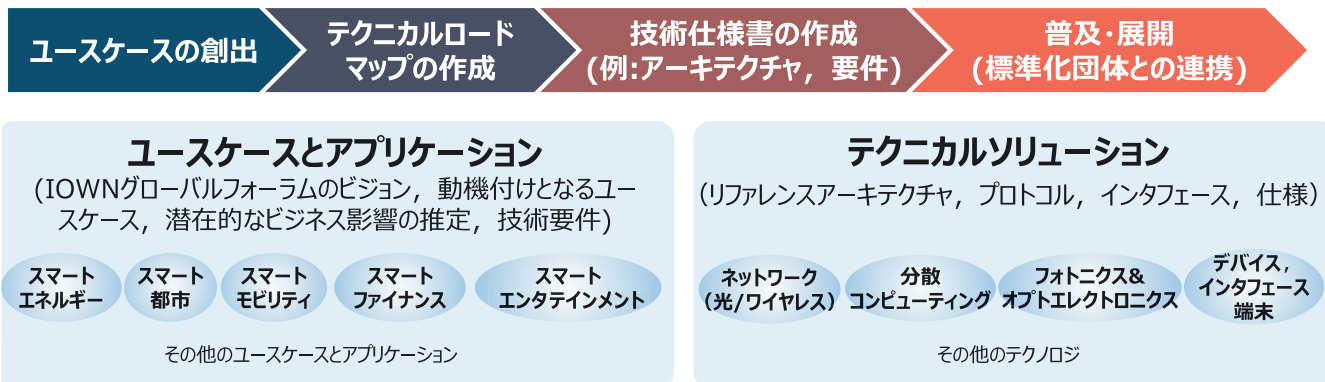 ユースケースの創出
テクニカルロード
マップの作成
技術仕様書の作成
(例:アーキテクチャ，要件)
普及・展開
(標準化団体との連携)
ユースケースとアプリケーション
(IOWNグローバルフォーラムのビジョン，動機付けとなるユー
スケース，潜在的なビジネス影響の推定，技術要件)
スマート
エネルギー
スマート
都市
スマート
モビリティ
スマート
ファイナンス
スマート
エンタテインメント
その他のユースケースとアプリケーション
テクニカルソリューション
(リファレンスアーキテクチャ，プロトコル，インタフェース，仕様)
ネットワーク
(光/ワイヤレス)
分散
コンピューティング
フォトニクス&
オプトエレクトロニクス
デバイス，
インタフェース
端末
その他のテクノロジ